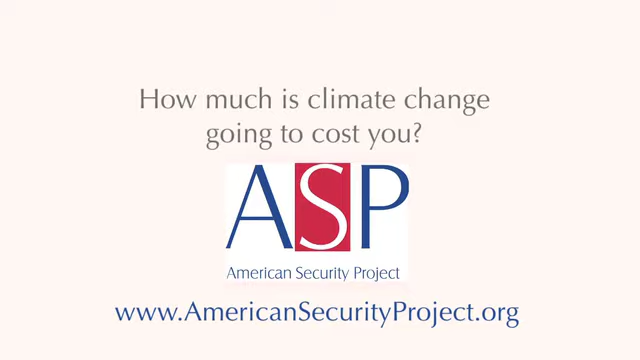 How much is climate change
going to cost you?
ASP
American Security Project
www.AmericanSecurityProject.org